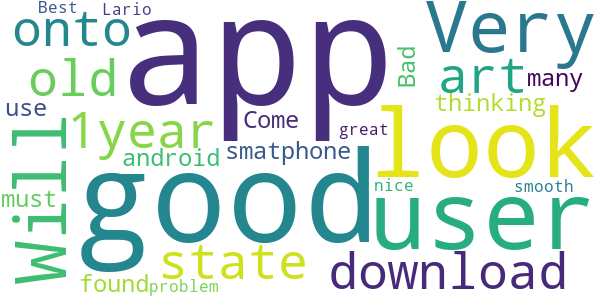 Best Lario
onto app Very
old Bad art many
use 1year Come look thinking
great
Will android smatphone
good user
must nice smooth
state download
found problem